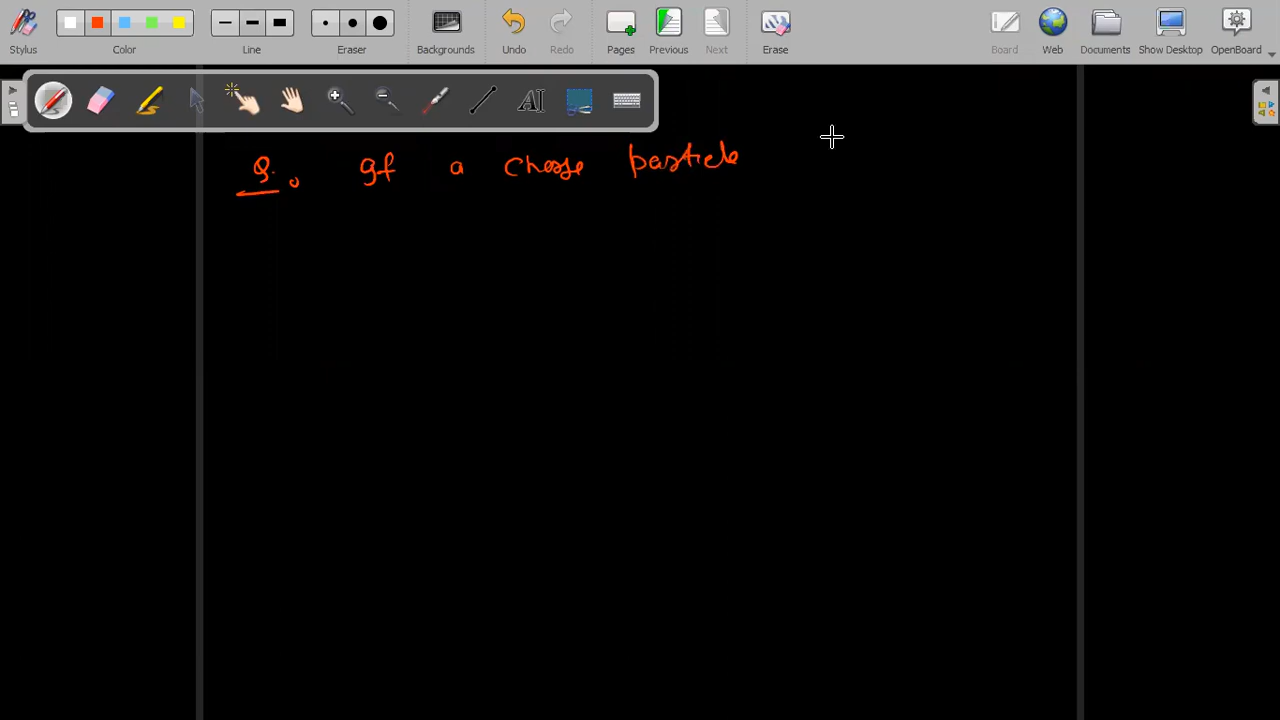 Stylus Color Line Eraser Backgrounds Undo Redo Pages Previous Next Erase Board Web Documents Show Desktop OpenBoard
AI
Q. If a charge particle